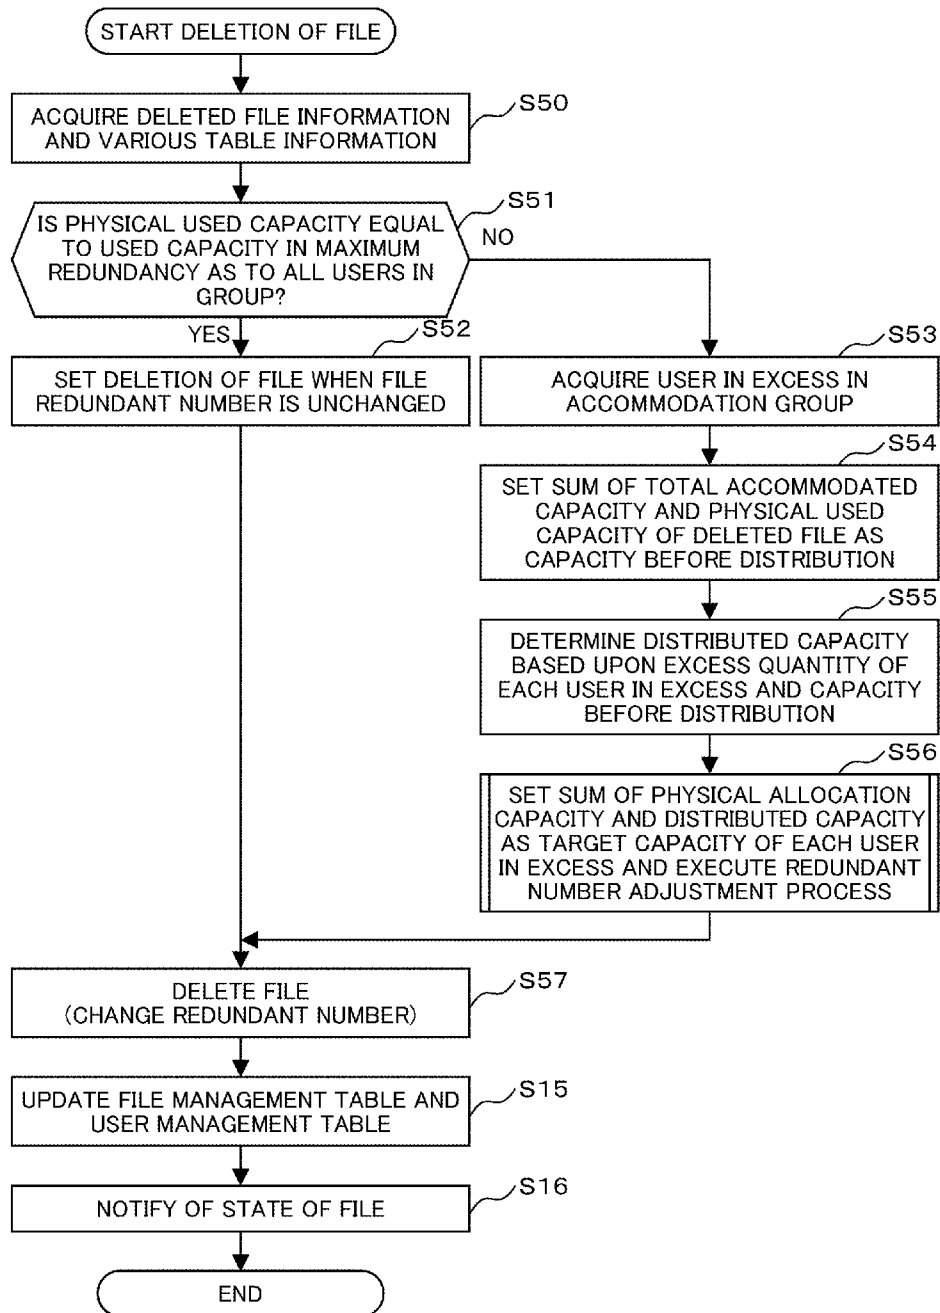 START DELETION OF FILE
S50
ACQUIRE DELETED FILE INFORMATION
AND VARIOUS TABLE INFORMATION
S51
IS PHYSICAL USED CAPACITY EQUAL
TO USED CAPACITY IN MAXIMUM
REDUNDANCY AS TO ALL USERS IN
GROUP?
NO
YES
S52
SET DELETION OF FILE WHEN FILE
REDUNDANT NUMBER IS UNCHANGED
S53
ACQUIRE USER IN EXCESS IN
ACCOMMODATION GROUP
S54
SET SUM OF TOTAL ACCOMMODATED
CAPACITY AND PHYSICAL USED
CAPACITY OF DELETED FILE AS
CAPACITY BEFORE DISTRIBUTION
S55
DETERMINE DISTRIBUTED CAPACITY
BASED UPON EXCESS QUANTITY OF
EACH USER IN EXCESS AND CAPACITY
BEFORE DISTRIBUTION
S56
SET SUM OF PHYSICAL ALLOCATION
CAPACITY AND DISTRIBUTED CAPACITY
AS TARGET CAPACITY OF EACH USER
IN EXCESS AND EXECUTE REDUNDANT
NUMBER ADJUSTMENT PROCESS
S57
DELETE FILE
(CHANGE REDUNDANT NUMBER)
S15
UPDATE FILE MANAGEMENT TABLE AND
USER MANAGEMENT TABLE
S16
NOTIFY OF STATE OF FILE
END